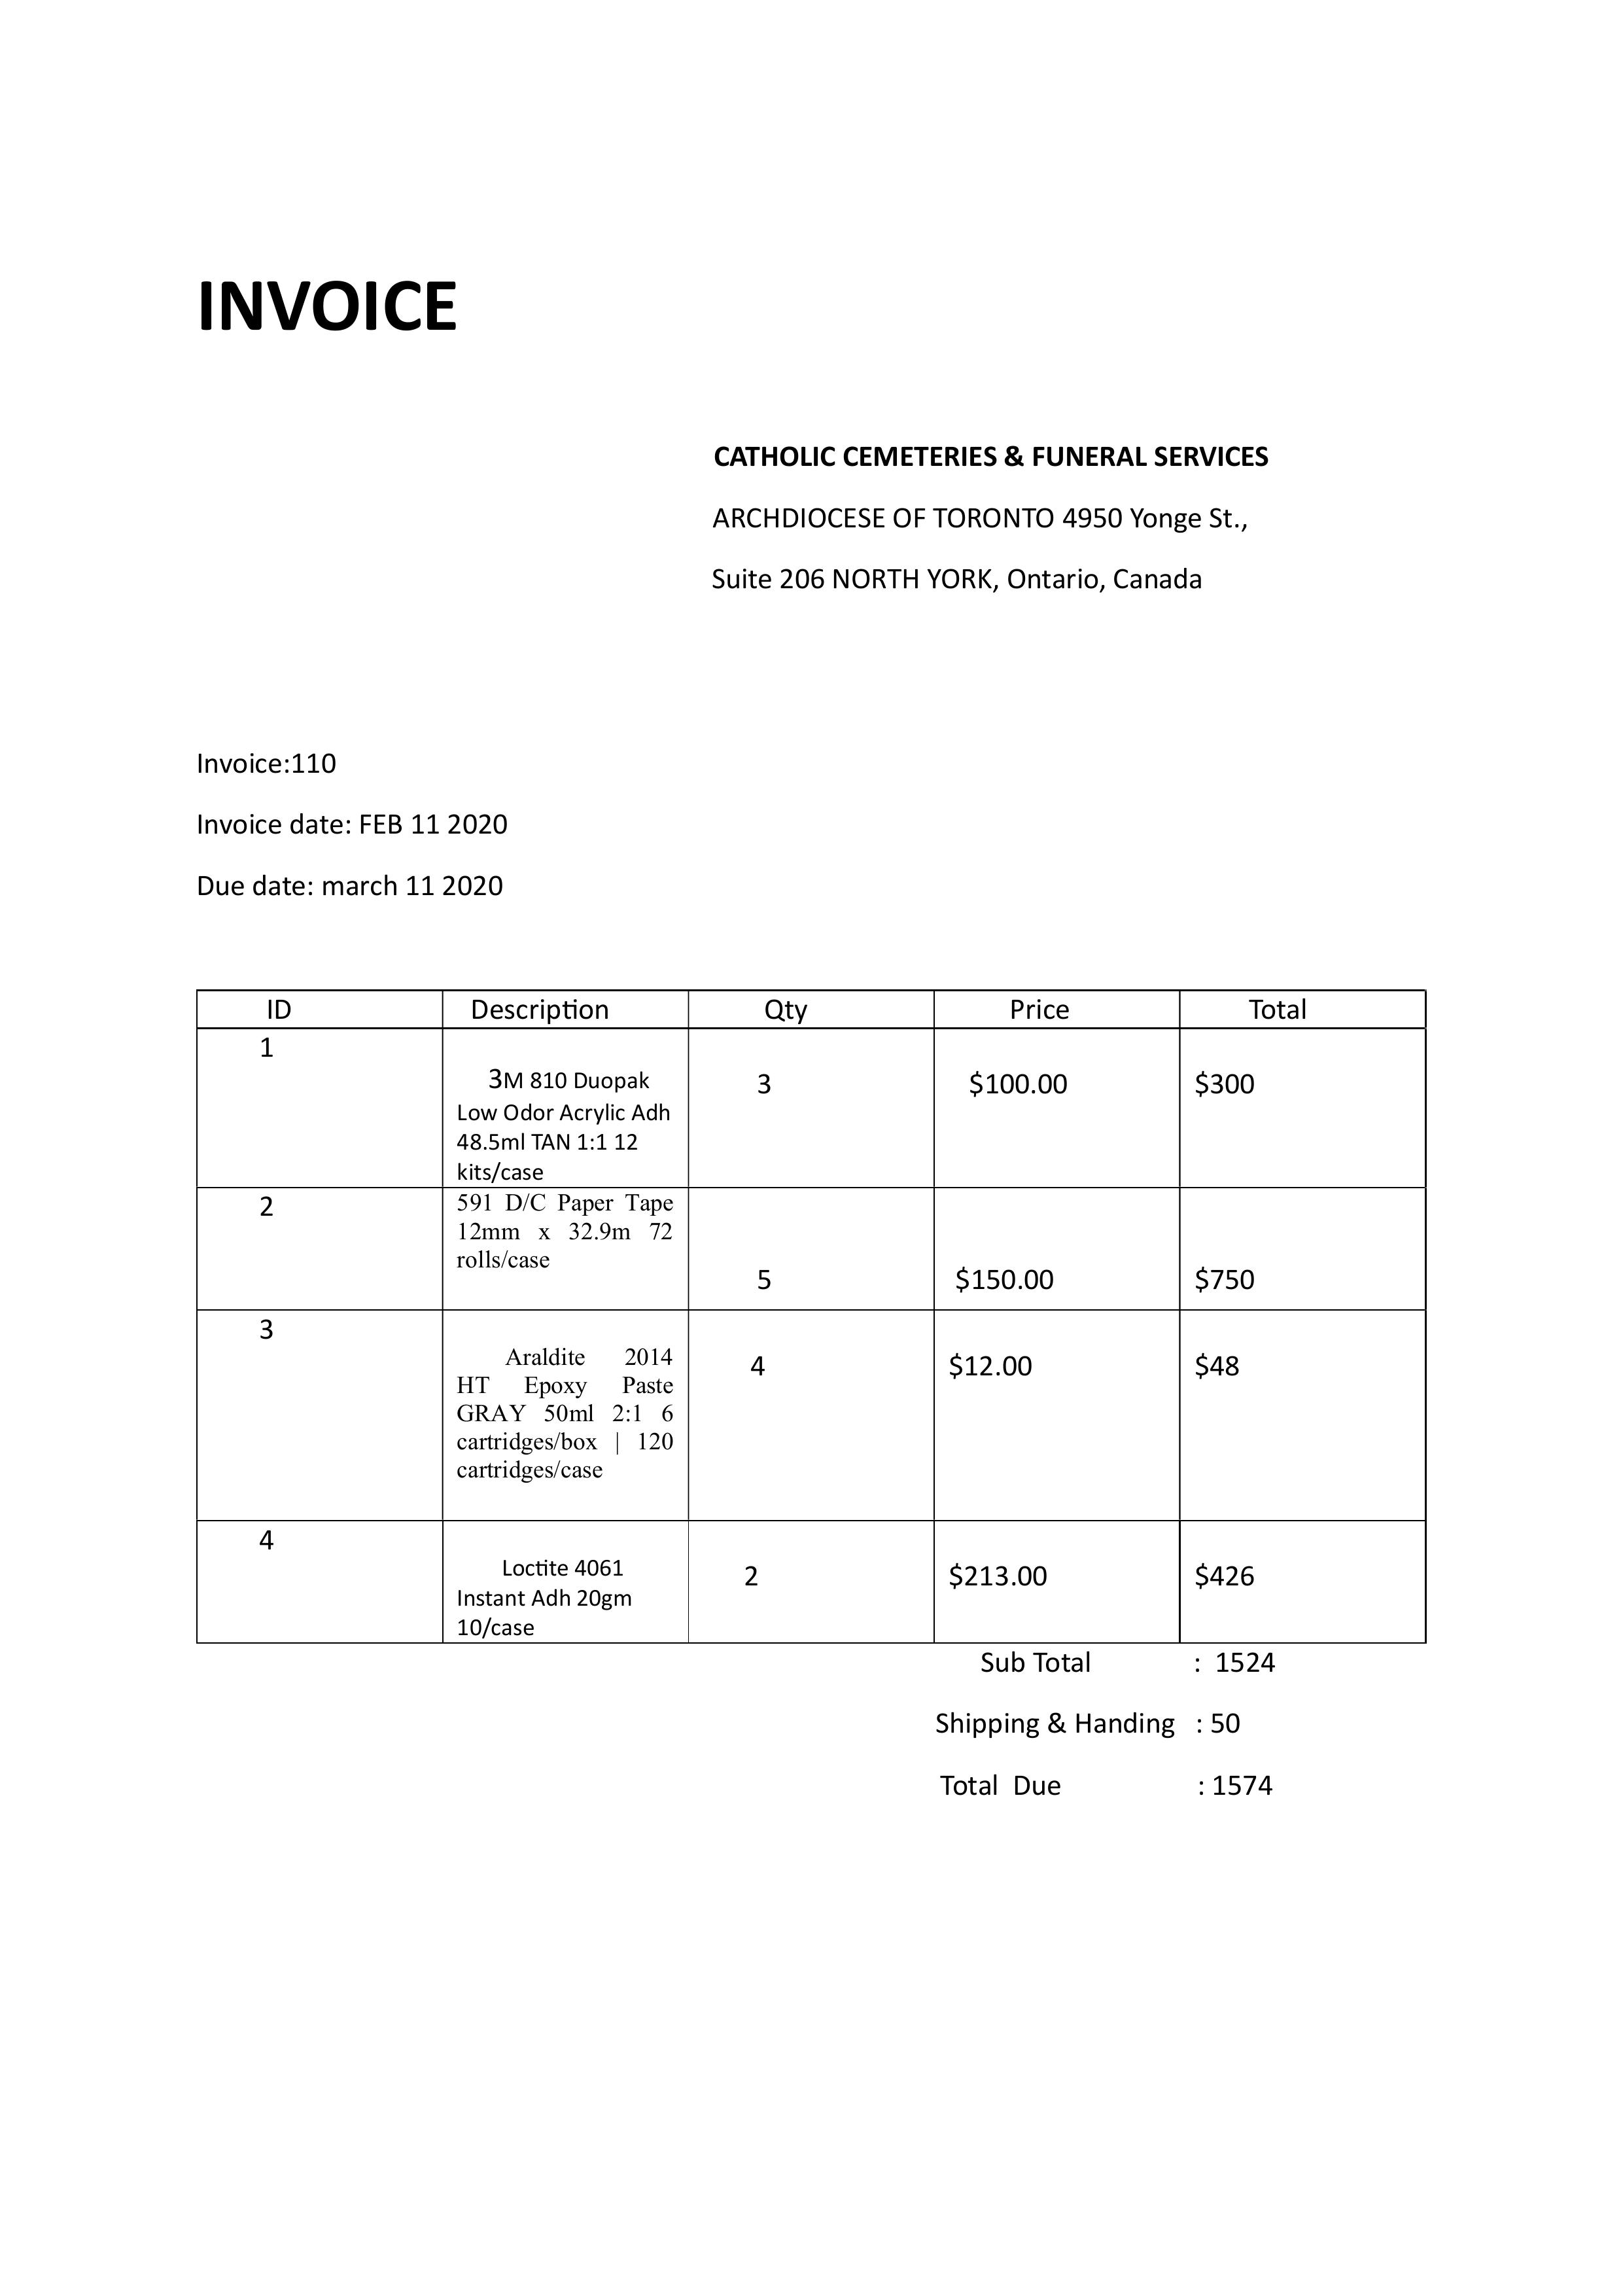 INVOICE
CATHOLIC CEMETERIES & FUNERAL SERVICES
ARCHDIOCESE OF TORONTO 4950 Yonge St.,
Suite 206 NORTH YORK, Ontario, Canada
Invoice:110
Invoice date: FEB 11 2020
Due date: march 11 2020
ID Description Qty Price Total
1
3M 810 Duopak
Low Odor Acrylic Adh
48.5ml TAN 1:1 12
kits/case
3 $100.00 $300
2
591 D/C Paper Tape
12mm x 32.9m 72
rolls/case
5 $150.00 $750
3
Araldite 2014
HT Epoxy Paste
GRAY 50ml 2:1 6
cartridges/box | 120
cartridges/case
4 $12.00 $48
4
Loctite 4061
Instant Adh 20gm
10/case
2 $213.00 $426
Sub Total : 1524
Shipping & Handing : 50
Total Due : 1574